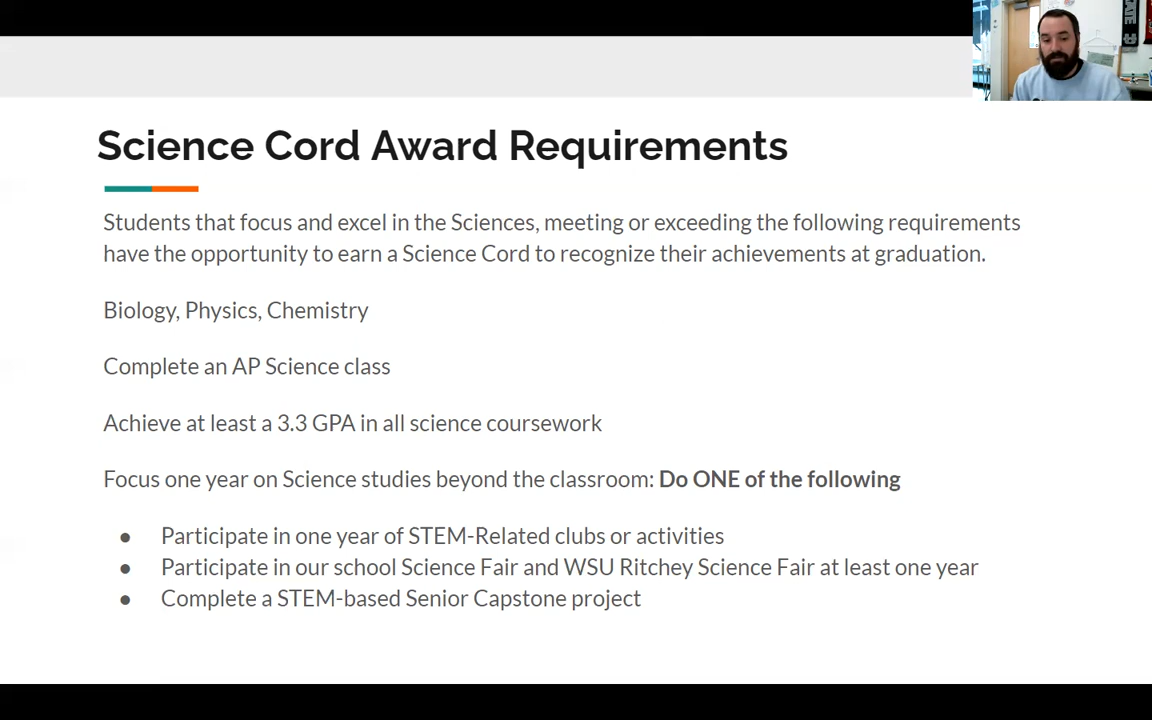 Science Cord Award Requirements
Students that focus and excel in the Sciences, meeting or exceeding the following requirements
have the opportunity to earn a Science Cord to recognize their achievements at graduation.
Biology, Physics, Chemistry
Complete an AP Science class
Achieve at least a 3.3 GPA in all science coursework
Focus one year on Science studies beyond the classroom: Do ONE of the following
● Participate in one year of STEM-Related clubs or activities
● Participate in our school Science Fair and WSU Ritchey Science Fair at least one year
● Complete a STEM-based Senior Capstone project